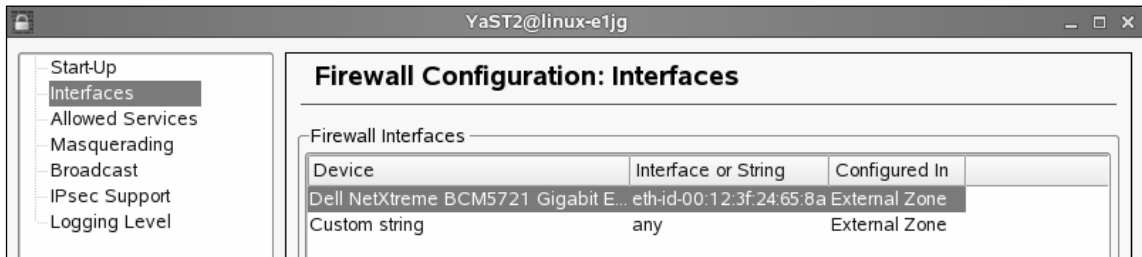 YaST2@linux-e1jg
Start-Up
Interfaces
Allowed Services
Masquerading
Broadcast
IPsec Support
Logging Level
Firewall Configuration: Interfaces
Firewall Interfaces
Device Interface or String Configured In
Dell NetXtreme BCM5721 Gigabit E... eth-id-00:12:3f:24:65:8a External Zone
Custom string any External Zone